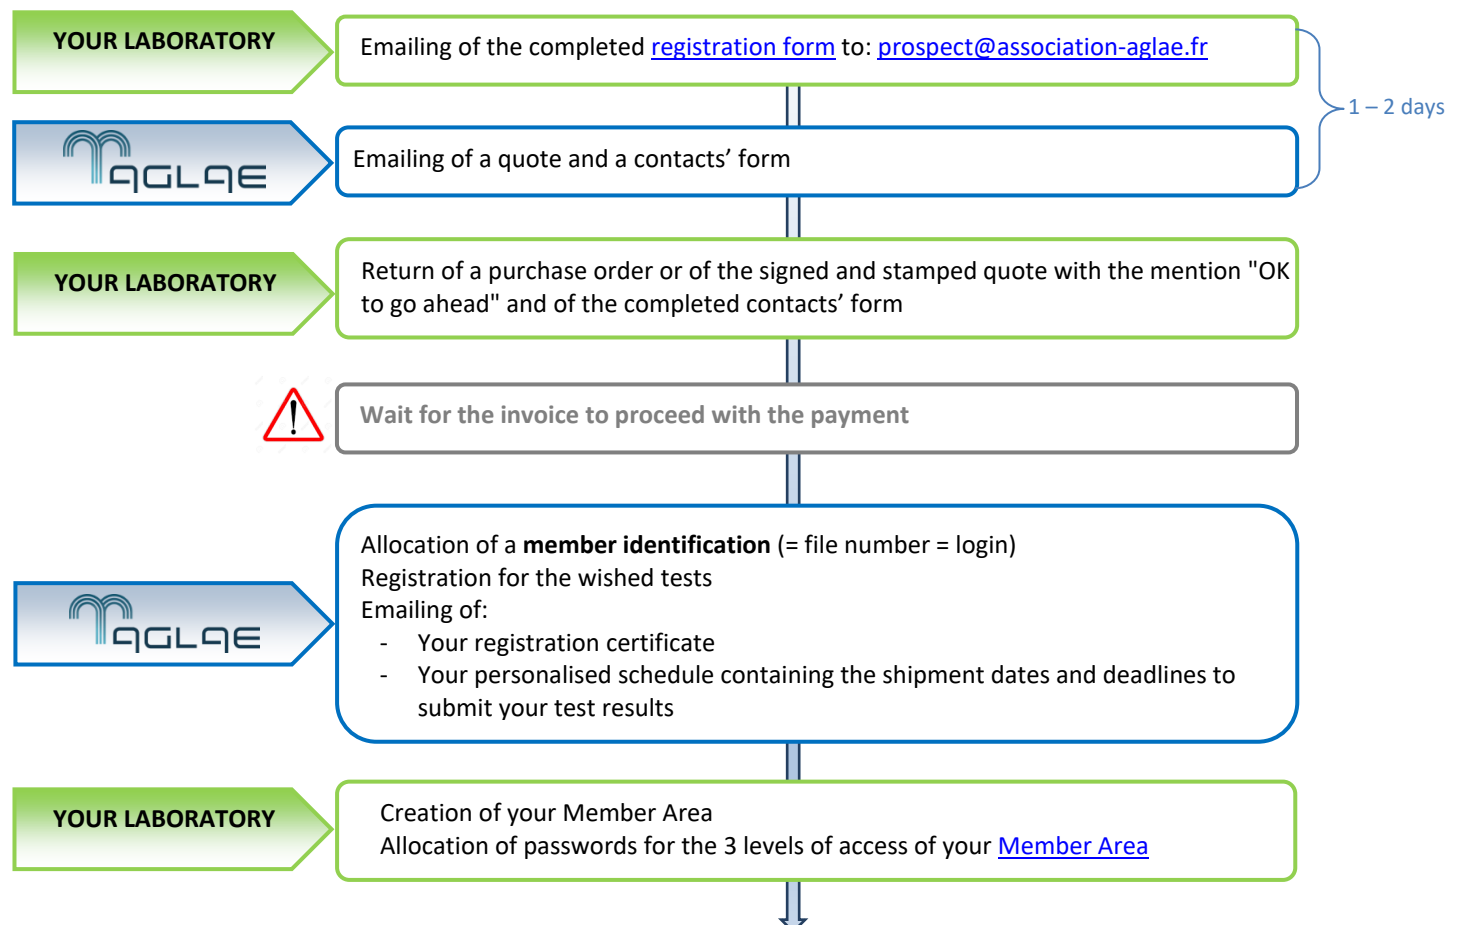 YOUR LABORATORY
Emailing of the completed registration form to: prospect@association-aglae.fr
1 – 2 days
AGLAE
Emailing of a quote and a contacts’ form
YOUR LABORATORY
Return of a purchase order or of the signed and stamped quote with the mention "OK
to go ahead" and of the completed contacts’ form
Wait for the invoice to proceed with the payment
AGLAE
Allocation of a member identification (= file number = login)
Registration for the wished tests
Emailing of:
- Your registration certificate
- Your personalised schedule containing the shipment dates and deadlines to
submit your test results
YOUR LABORATORY
Creation of your Member Area
Allocation of passwords for the 3 levels of access of your Member Area